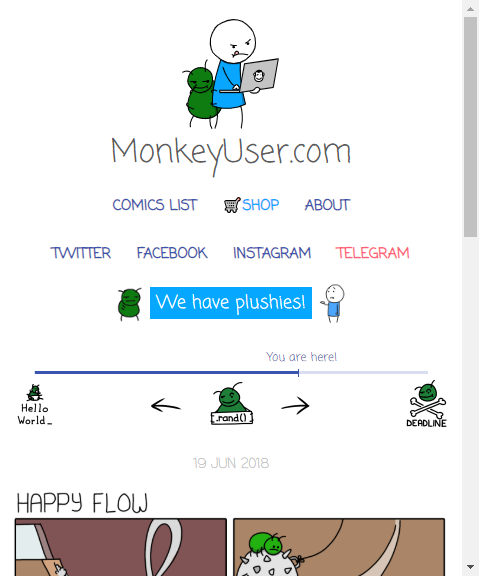 MonkeyUser.com
COMICS LIST SHOP ABOUT
TWITTER FACEBOOK INSTAGRAM TELEGRAM
We have plushies!
You are here!
Hello
World_
.rand()
DEADLINE
19 JUN 2018
HAPPY FLOW